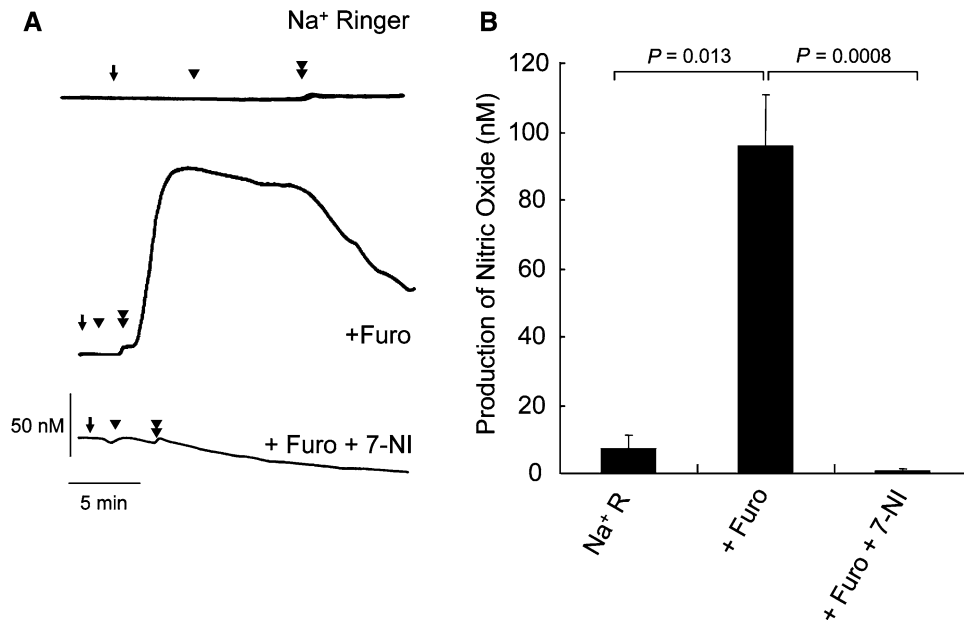 A
Na⁺ Ringer
+Furo
50 nM
+ Furo + 7-NI
5 min
B
P = 0.013
P = 0.0008
Production of Nitric Oxide (nM)
120
100
80
60
40
20
0
Na⁺ R
+ Furo
+ Furo + 7-NI